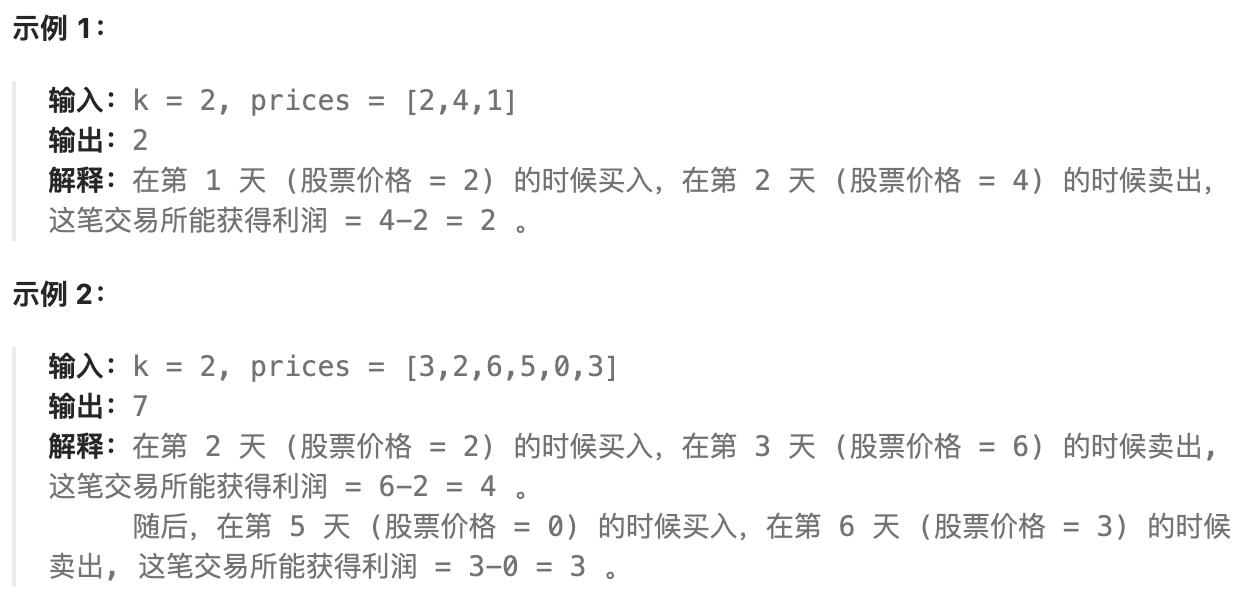 示例 1：
输入：k = 2, prices = [2,4,1]
输出：2
解释：在第 1 天 (股票价格 = 2) 的时候买入，在第 2 天 (股票价格 = 4) 的时候卖出，
这笔交易所能获得利润 = 4-2 = 2 。
示例 2：
输入：k = 2, prices = [3,2,6,5,0,3]
输出：7
解释：在第 2 天 (股票价格 = 2) 的时候买入，在第 3 天 (股票价格 = 6) 的时候卖出,
这笔交易所能获得利润 = 6-2 = 4 。
随后，在第 5 天 (股票价格 = 0) 的时候买入，在第 6 天 (股票价格 = 3) 的时候
卖出, 这笔交易所能获得利润 = 3-0 = 3 。